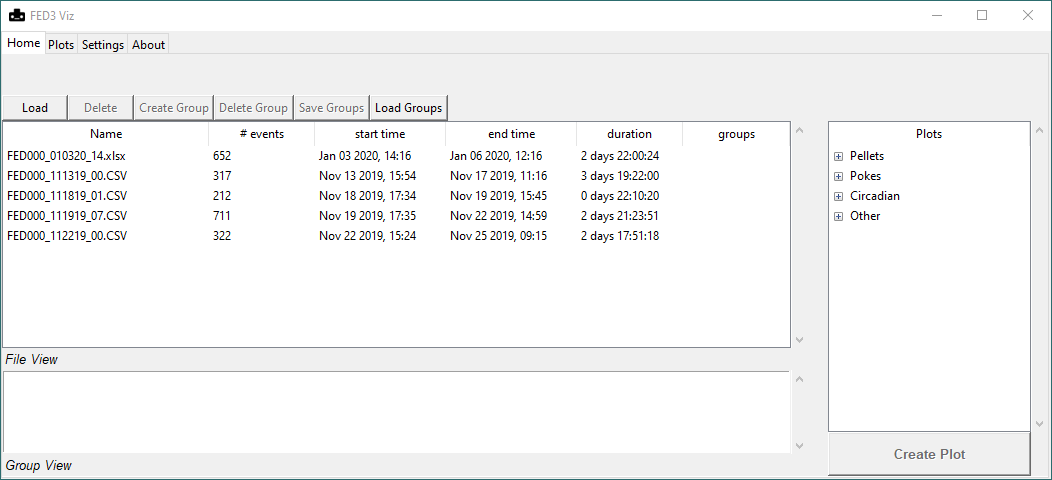 FED3 Viz
Home Plots Settings About
Load Delete Create Group Delete Group Save Groups Load Groups
Name # events start time end time duration groups
FED000_010320_14.xlsx 652 Jan 03 2020, 14:16 Jan 06 2020, 12:16 2 days 22:00:24
FED000_111319_00.CSV 317 Nov 13 2019, 15:54 Nov 17 2019, 11:16 3 days 19:22:00
FED000_111819_01.CSV 212 Nov 18 2019, 17:34 Nov 19 2019, 15:45 0 days 22:10:20
FED000_111919_07.CSV 711 Nov 19 2019, 17:35 Nov 22 2019, 14:59 2 days 21:23:51
FED000_112219_00.CSV 322 Nov 22 2019, 15:24 Nov 25 2019, 09:15 2 days 17:51:18
File View
Group View
Plots
Pellets
Pokes
Circadian
Other
Create Plot